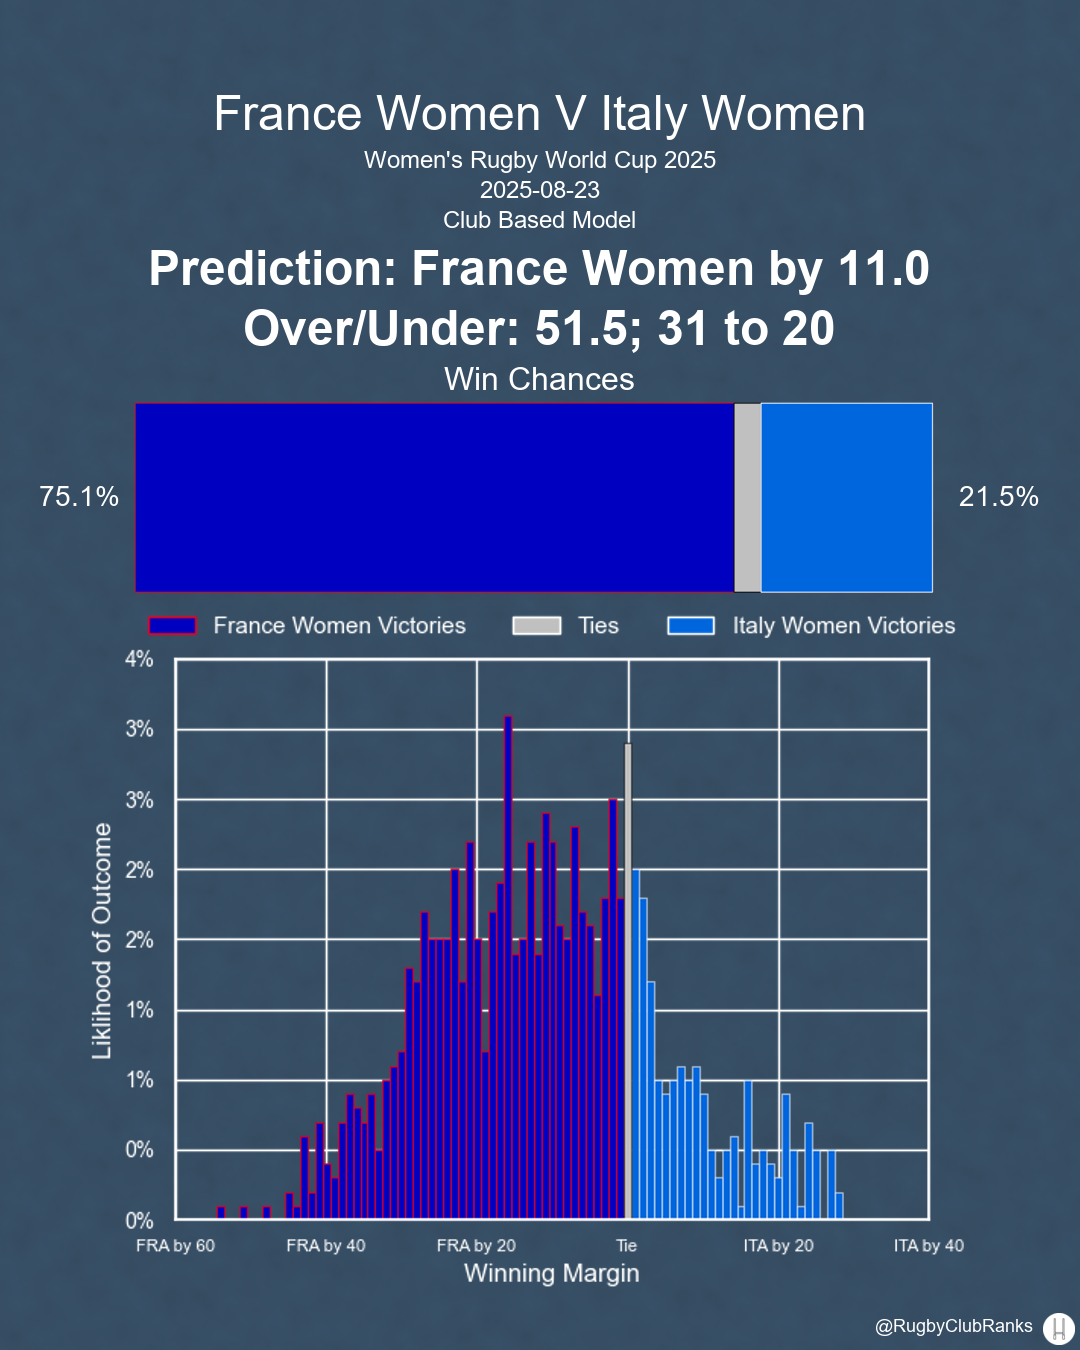 France Women V Italy Women
Women's Rugby World Cup 2025
2025-08-23
Club Based Model
Prediction: France Women by 11.0
Over/Under: 51.5; 31 to 20
Win Chances
75.1%
21.5%
France Women Victories
Ties
Italy Women Victories
4%
3%
3%
2%
2%
1%
1%
0%
0%
Liklihood of Outcome
FRA by 60
FRA by 40
FRA by 20
Tie
ITA by 20
ITA by 40
Winning Margin
@RugbyClubRanks